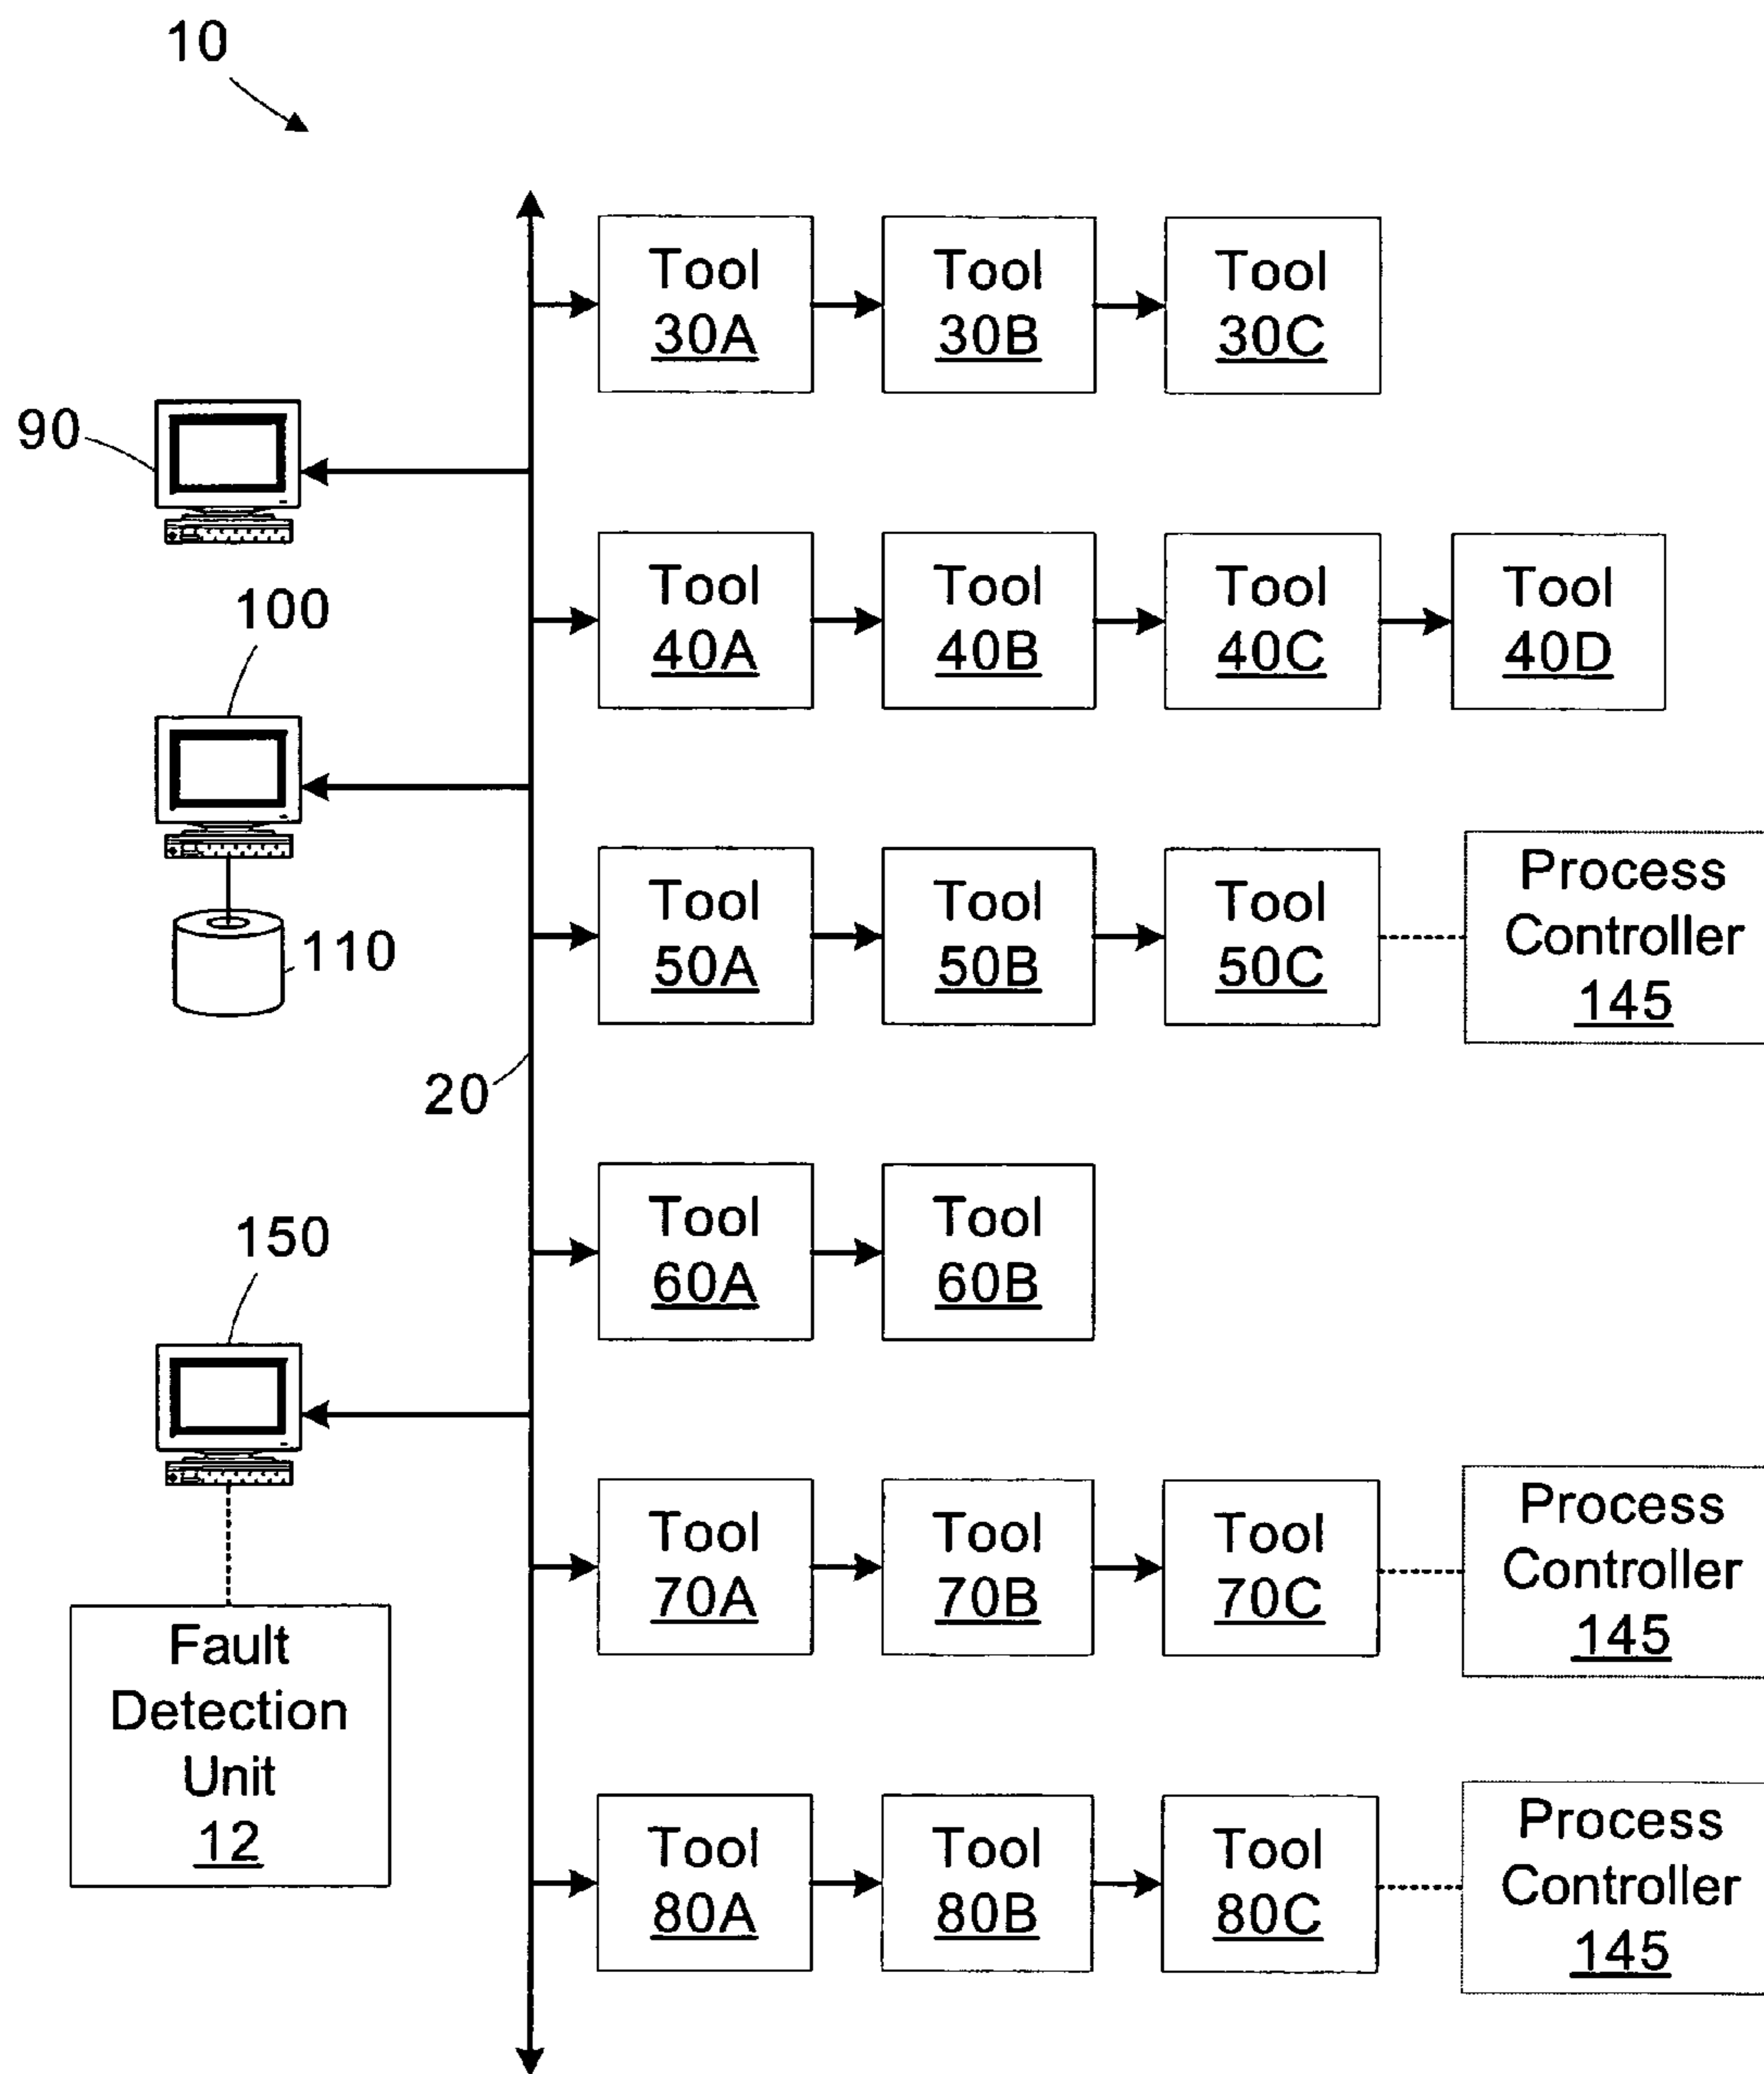 10
Tool
30A
Tool
30B
Tool
30C
90
Tool
40A
Tool
40B
Tool
40C
Tool
40D
100
110
Tool
50A
Tool
50B
Tool
50C
Process
Controller
145
20
Tool
60A
Tool
60B
150
Tool
70A
Tool
70B
Tool
70C
Process
Controller
145
Fault
Detection
Unit
12
Tool
80A
Tool
80B
Tool
80C
Process
Controller
145